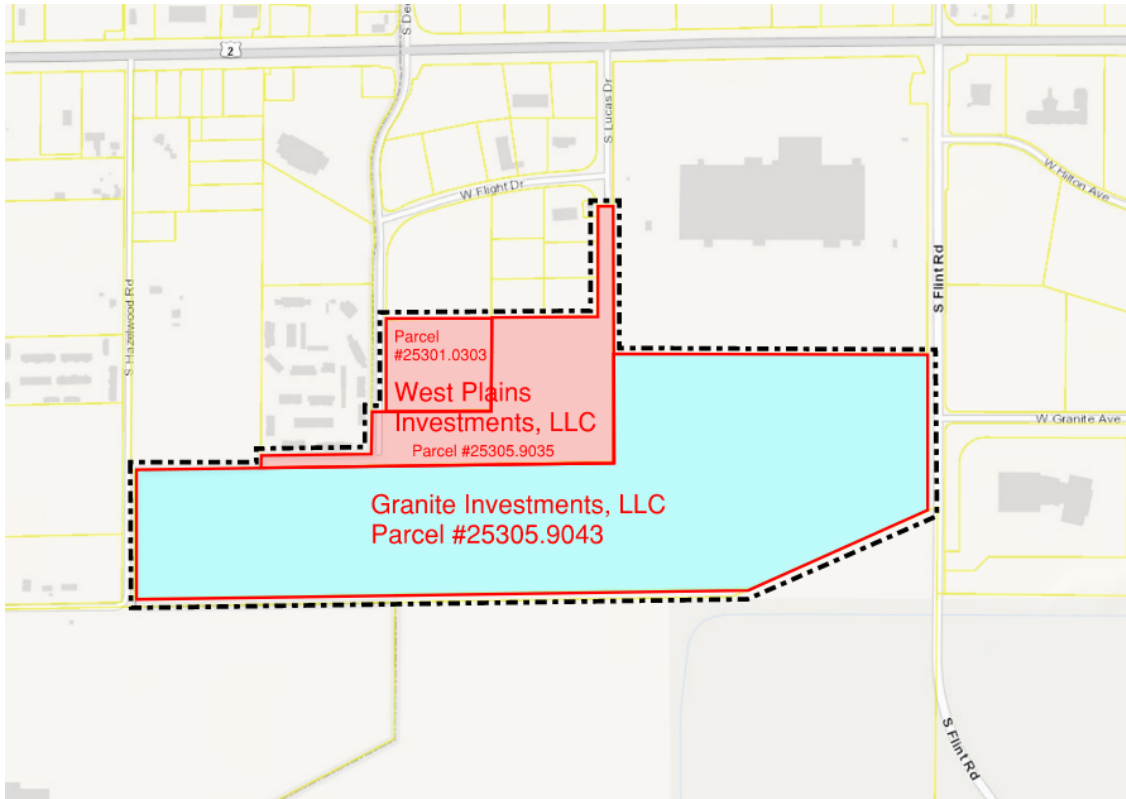 S Dee
2
S Lucas Dr
W Hilton Ave
W Flight Dr
S Flint Rd
S Hazelwood Rd
Parcel
#25301.0303
West Plains
Investments, LLC
Parcel #25305.9035
W Granite Ave
Granite Investments, LLC
Parcel #25305.9043
S Flint Rd